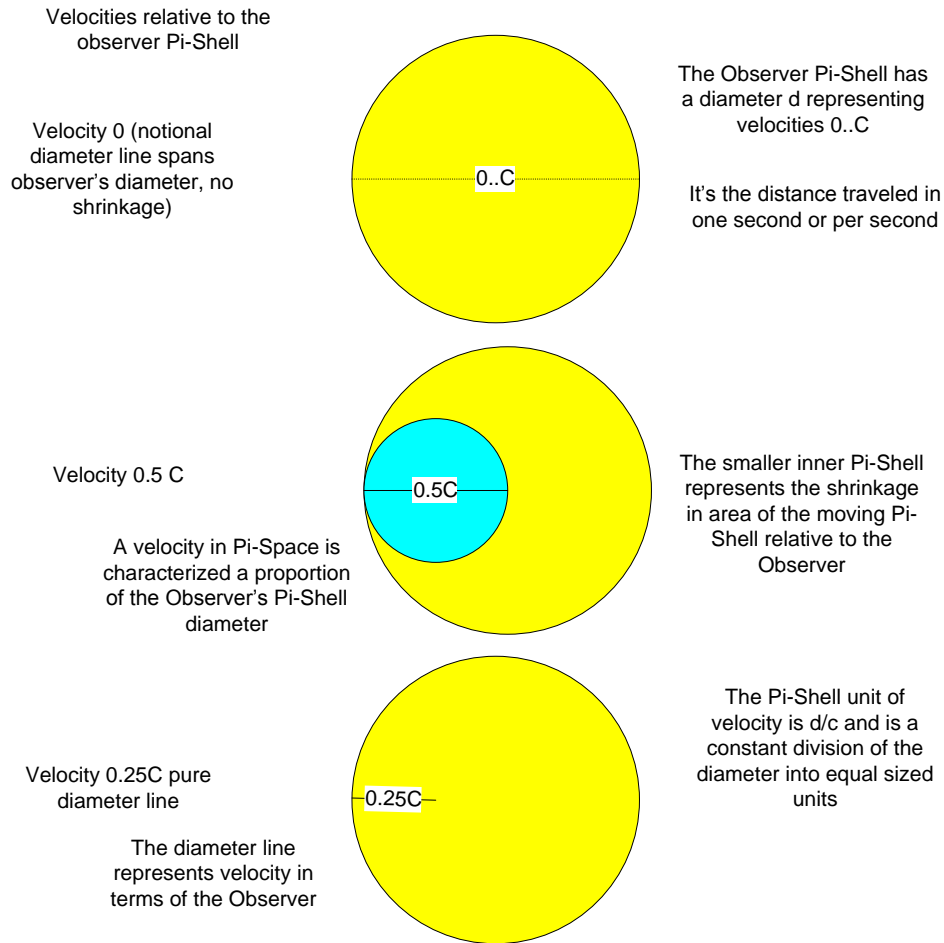 Velocities relative to the
observer Pi-Shell
Velocity 0 (notional
diameter line spans
observer's diameter, no
shrinkage)
0..C
The Observer Pi-Shell has
a diameter d representing
velocities 0..C
It's the distance traveled in
one second or per second
Velocity 0.5 C
A velocity in Pi-Space is
characterized a proportion
of the Observer's Pi-Shell
diameter
0.5C
The smaller inner Pi-Shell
represents the shrinkage
in area of the moving Pi-
Shell relative to the
Observer
Velocity 0.25C pure
diameter line
The diameter line
represents velocity in
terms of the Observer
0.25C
The Pi-Shell unit of
velocity is d/c and is a
constant division of the
diameter into equal sized
units